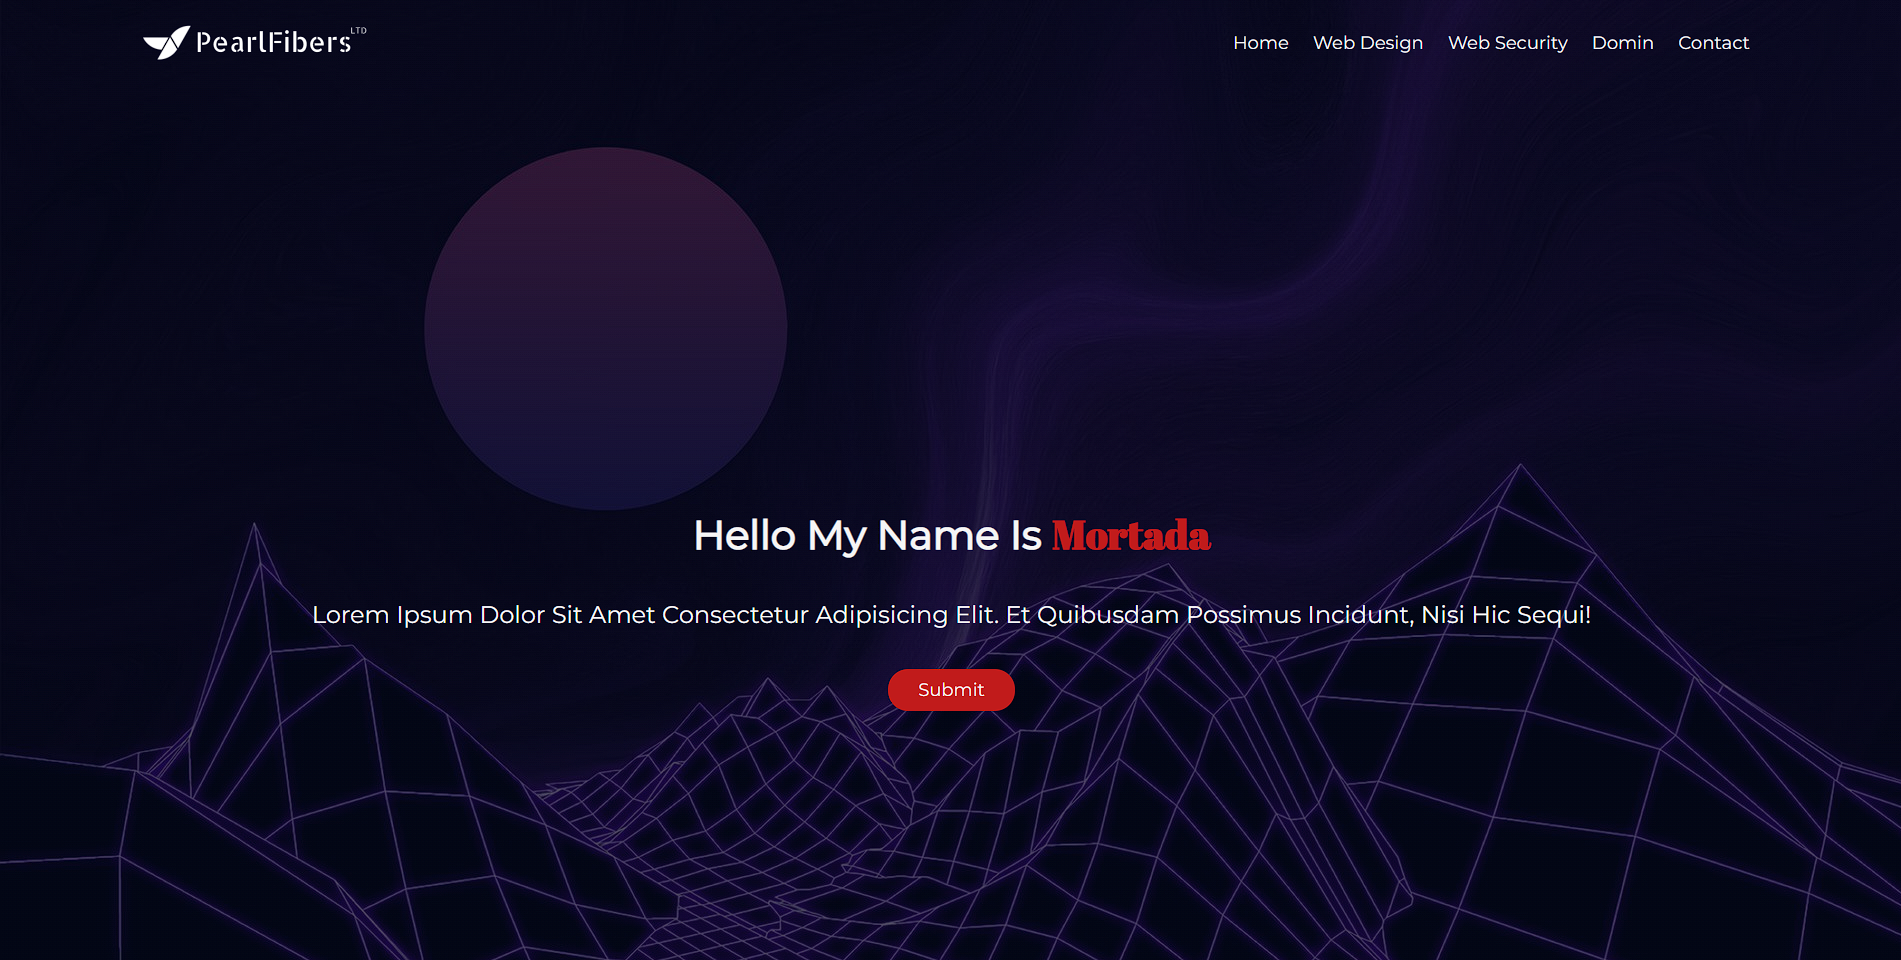 PearlFibers LTD
Home Web Design Web Security Domin Contact
Hello My Name Is Mortada
Lorem Ipsum Dolor Sit Amet Consectetur Adipisicing Elit. Et Quibusdam Possimus Incidunt, Nisi Hic Sequi!
Submit